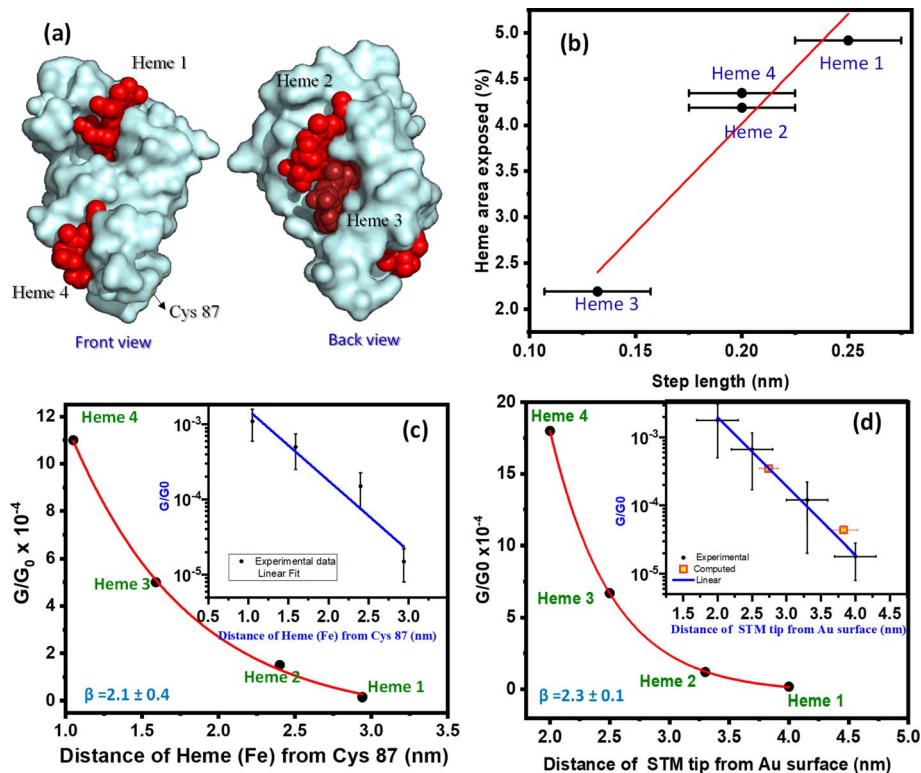 (a)
Heme 1
Heme 2
Heme 3
Heme 4
Cys 87
Front view
Back view
(b)
Heme area exposed (%)
5.0
4.5
4.0
3.5
3.0
2.5
2.0
Heme 1
Heme 4
Heme 2
Heme 3
0.10
0.15
0.20
0.25
Step length (nm)
(c)
G/G₀ x 10⁻⁴
12
10
8
6
4
2
0
Heme 4
Heme 3
Heme 2
Heme 1
β=2.1 ± 0.4
1.0
1.5
2.0
2.5
3.0
3.5
Distance of Heme (Fe) from Cys 87 (nm)
G/G0
10⁻³
10⁻⁴
10⁻⁵
Experimental data
Linear Fit
0.5
1.0
1.5
2.0
2.5
3.0
3.5
Distance of Heme (Fe) from Cys 87 (nm)
(d)
G/G0 x10⁻⁴
20
15
10
5
0
Heme 4
Heme 3
Heme 2
Heme 1
β=2.3 ± 0.1
2.0
2.5
3.0
3.5
4.0
4.5
5.0
Distance of STM tip from Au surface (nm)
G/G0
10⁻³
10⁻⁴
10⁻⁵
Experimental
Computed
Linear
1.5
2.0
2.5
3.0
3.5
4.0
4.5
Distance of STM tip from Au surface (nm)